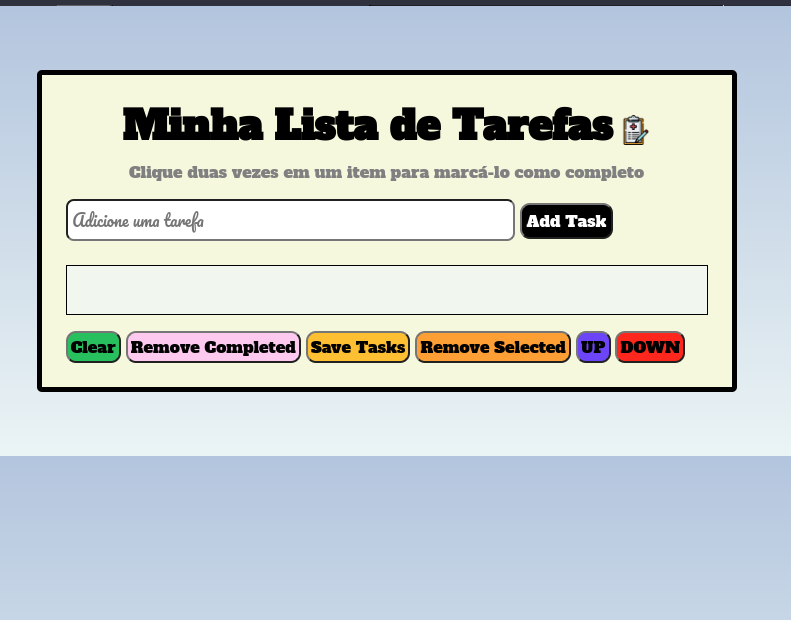 Minha Lista de Tarefas
Clique duas vezes em um item para marcá-lo como completo
Adicione uma tarefa Add Task
Clear Remove Completed Save Tasks Remove Selected UP DOWN